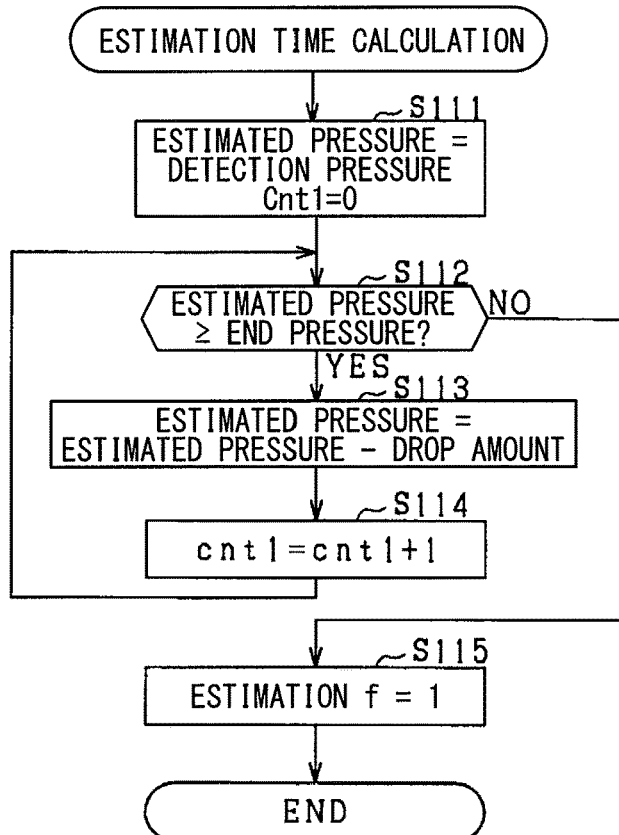 ESTIMATION TIME CALCULATION
S111
ESTIMATED PRESSURE =
DETECTION PRESSURE
Cnt1=0
S112
ESTIMATED PRESSURE
≥ END PRESSURE?
NO
YES
S113
ESTIMATED PRESSURE =
ESTIMATED PRESSURE - DROP AMOUNT
S114
cnt1=cnt1+1
S115
ESTIMATION f = 1
END